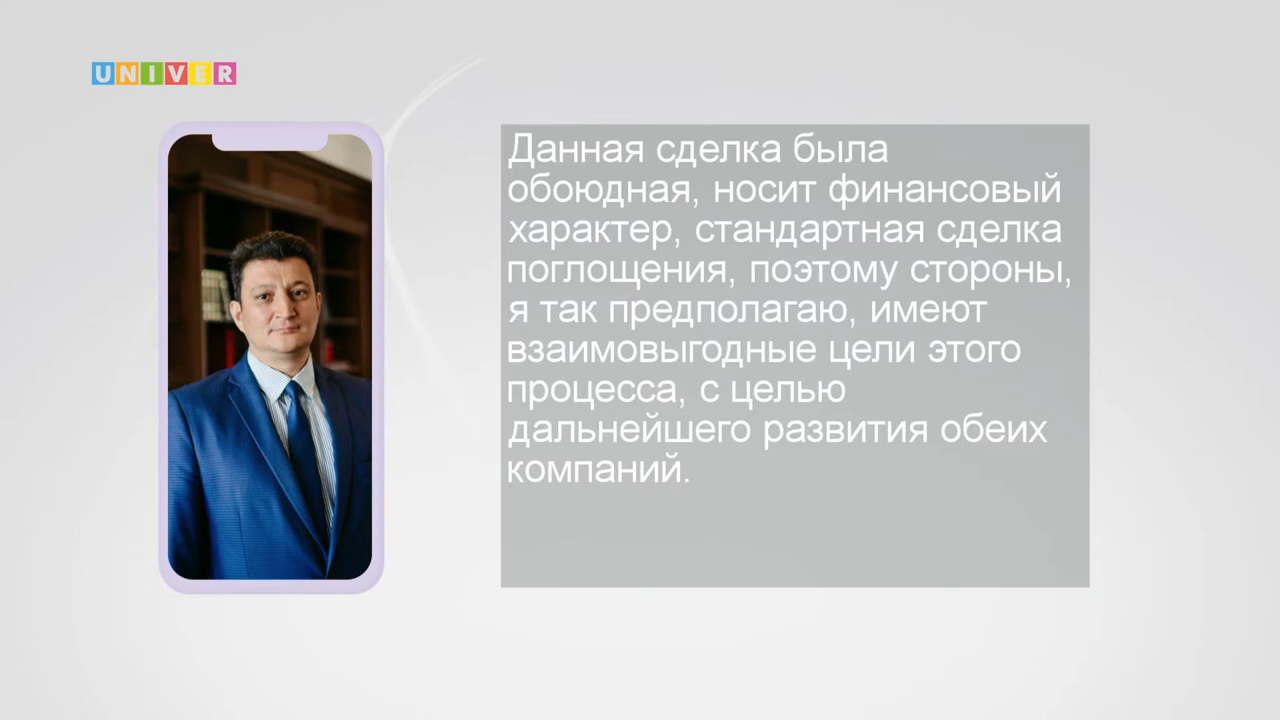 UNIVER
Данная сделка была
обоюдная, носит финансовый
характер, стандартная сделка
поглощения, поэтому стороны,
я так предполагаю, имеют
взаимовыгодные цели этого
процесса, с целью
дальнейшего развития обеих
компаний.